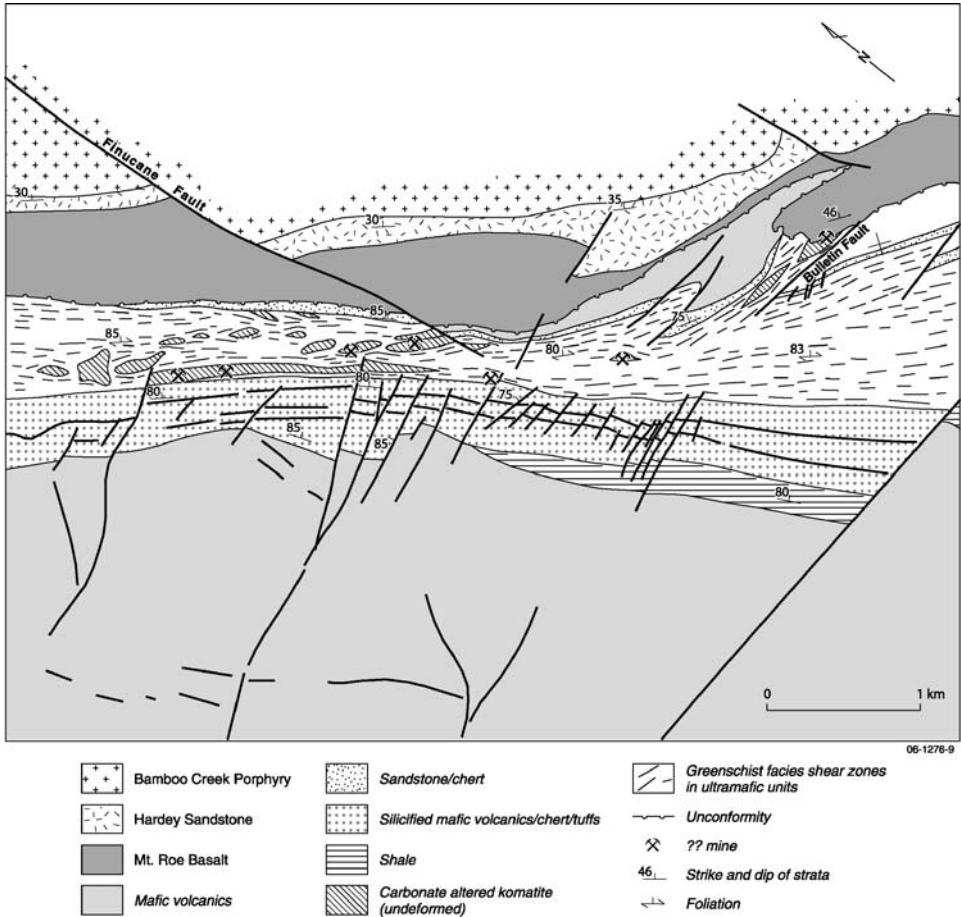 N
Finucane Fault
30
30
35
46
Bulletin Fault
85
85
75
80
83
80
80
75
85
85
80
0 1 km
06-1276-9
Bamboo Creek Porphyry
Hardey Sandstone
Mt. Roe Basalt
Mafic volcanics
Sandstone/chert
Silicified mafic volcanics/chert/tuffs
Shale
Carbonate altered komatite
(undeformed)
Greenschist facies shear zones
in ultramafic units
Unconformity
?? mine
46 Strike and dip of strata
Foliation